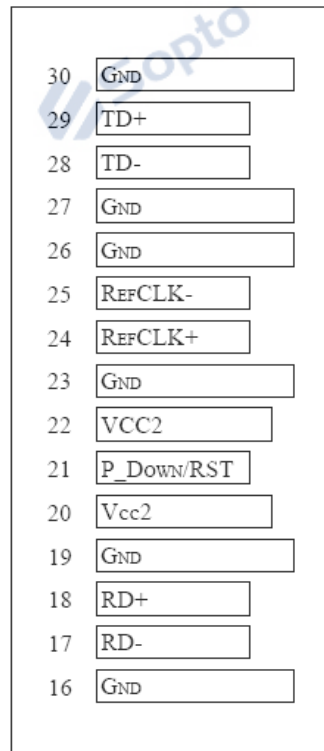 Sopto
30 GND
29 TD+
28 TD-
27 GND
26 GND
25 REFCLK-
24 REFCLK+
23 GND
22 VCC2
21 P_DOWN/RST
20 Vcc2
19 GND
18 RD+
17 RD-
16 GND